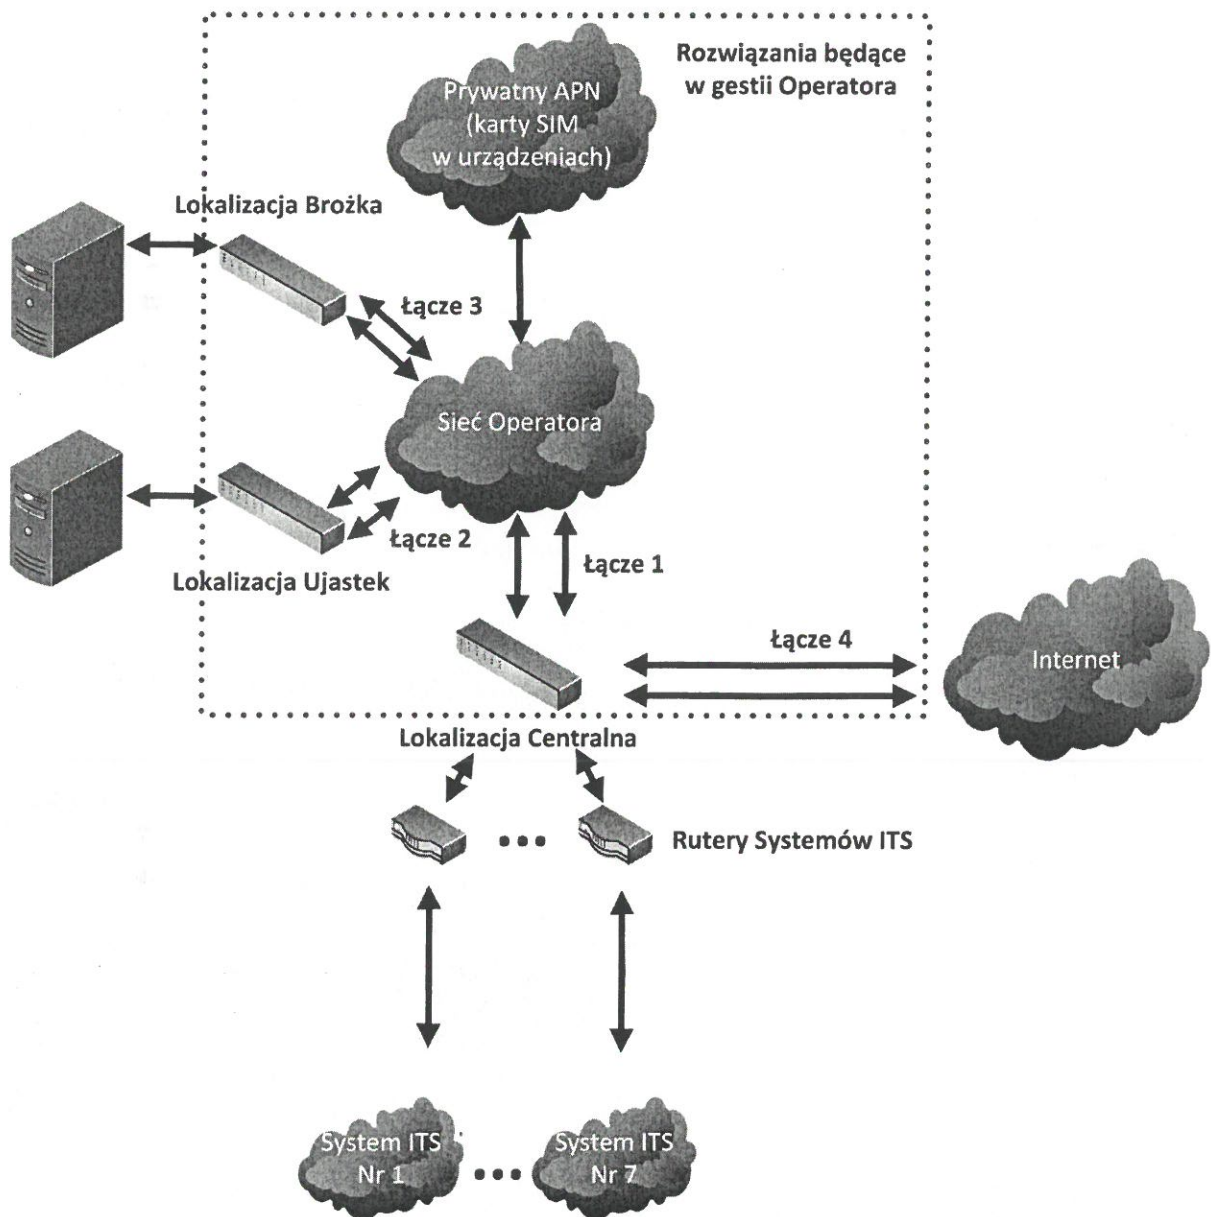 Rozwiązania będące
w gestii Operatora
Prywatny APN
(karty SIM
w urządzeniach)
Lokalizacja Brożka
Łącze 3
Sieć Operatora
Łącze 2
Lokalizacja Ujastek
Łącze 1
Łącze 4
Internet
Lokalizacja Centralna
Rutery Systemów ITS
System ITS
Nr 1
System ITS
Nr 7